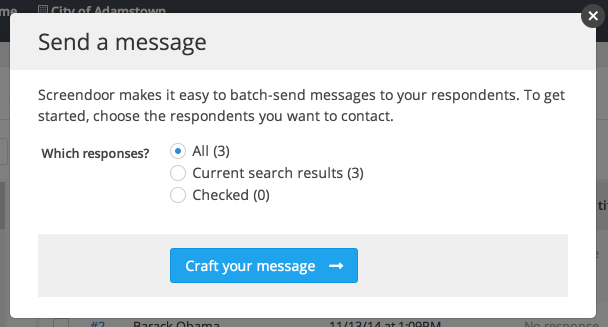 City of Adamstown
Send a message
Screendoor makes it easy to batch-send messages to your respondents. To get
started, choose the respondents you want to contact.
Which responses?
All (3)
Current search results (3)
Checked (0)
Craft your message →
#2 Barack Obama 11/13/14 at 1:09PM No response